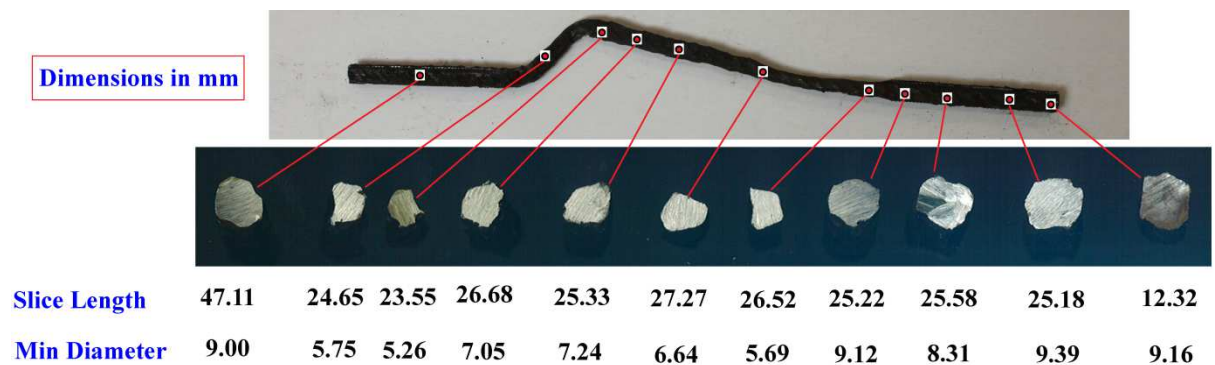 Dimensions in mm
Slice Length 47.11 24.65 23.55 26.68 25.33 27.27 26.52 25.22 25.58 25.18 12.32
Min Diameter 9.00 5.75 5.26 7.05 7.24 6.64 5.69 9.12 8.31 9.39 9.16